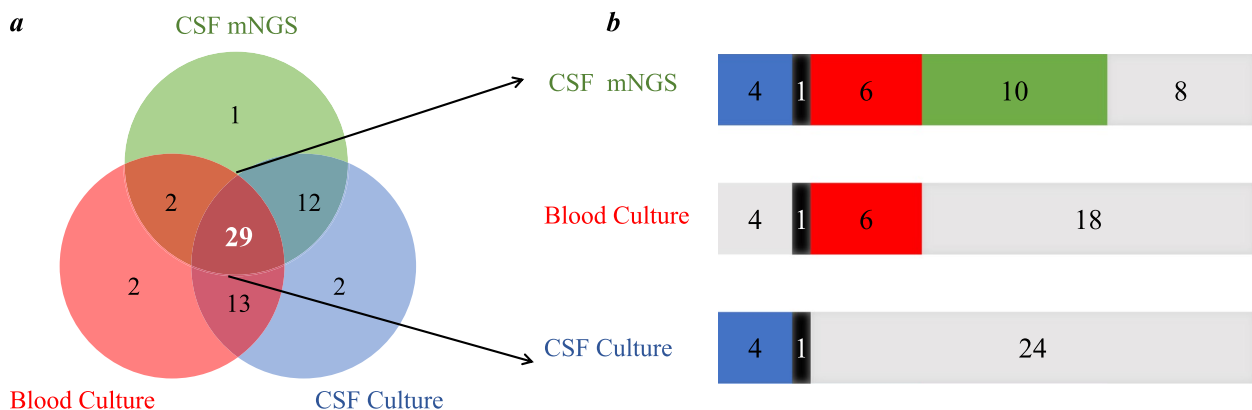 a
CSF mNGS
1
2
12
29
2
13
2
Blood Culture
CSF Culture
b
CSF mNGS
4 1 6 10 8
Blood Culture
4 1 6 18
CSF Culture
4 1 24